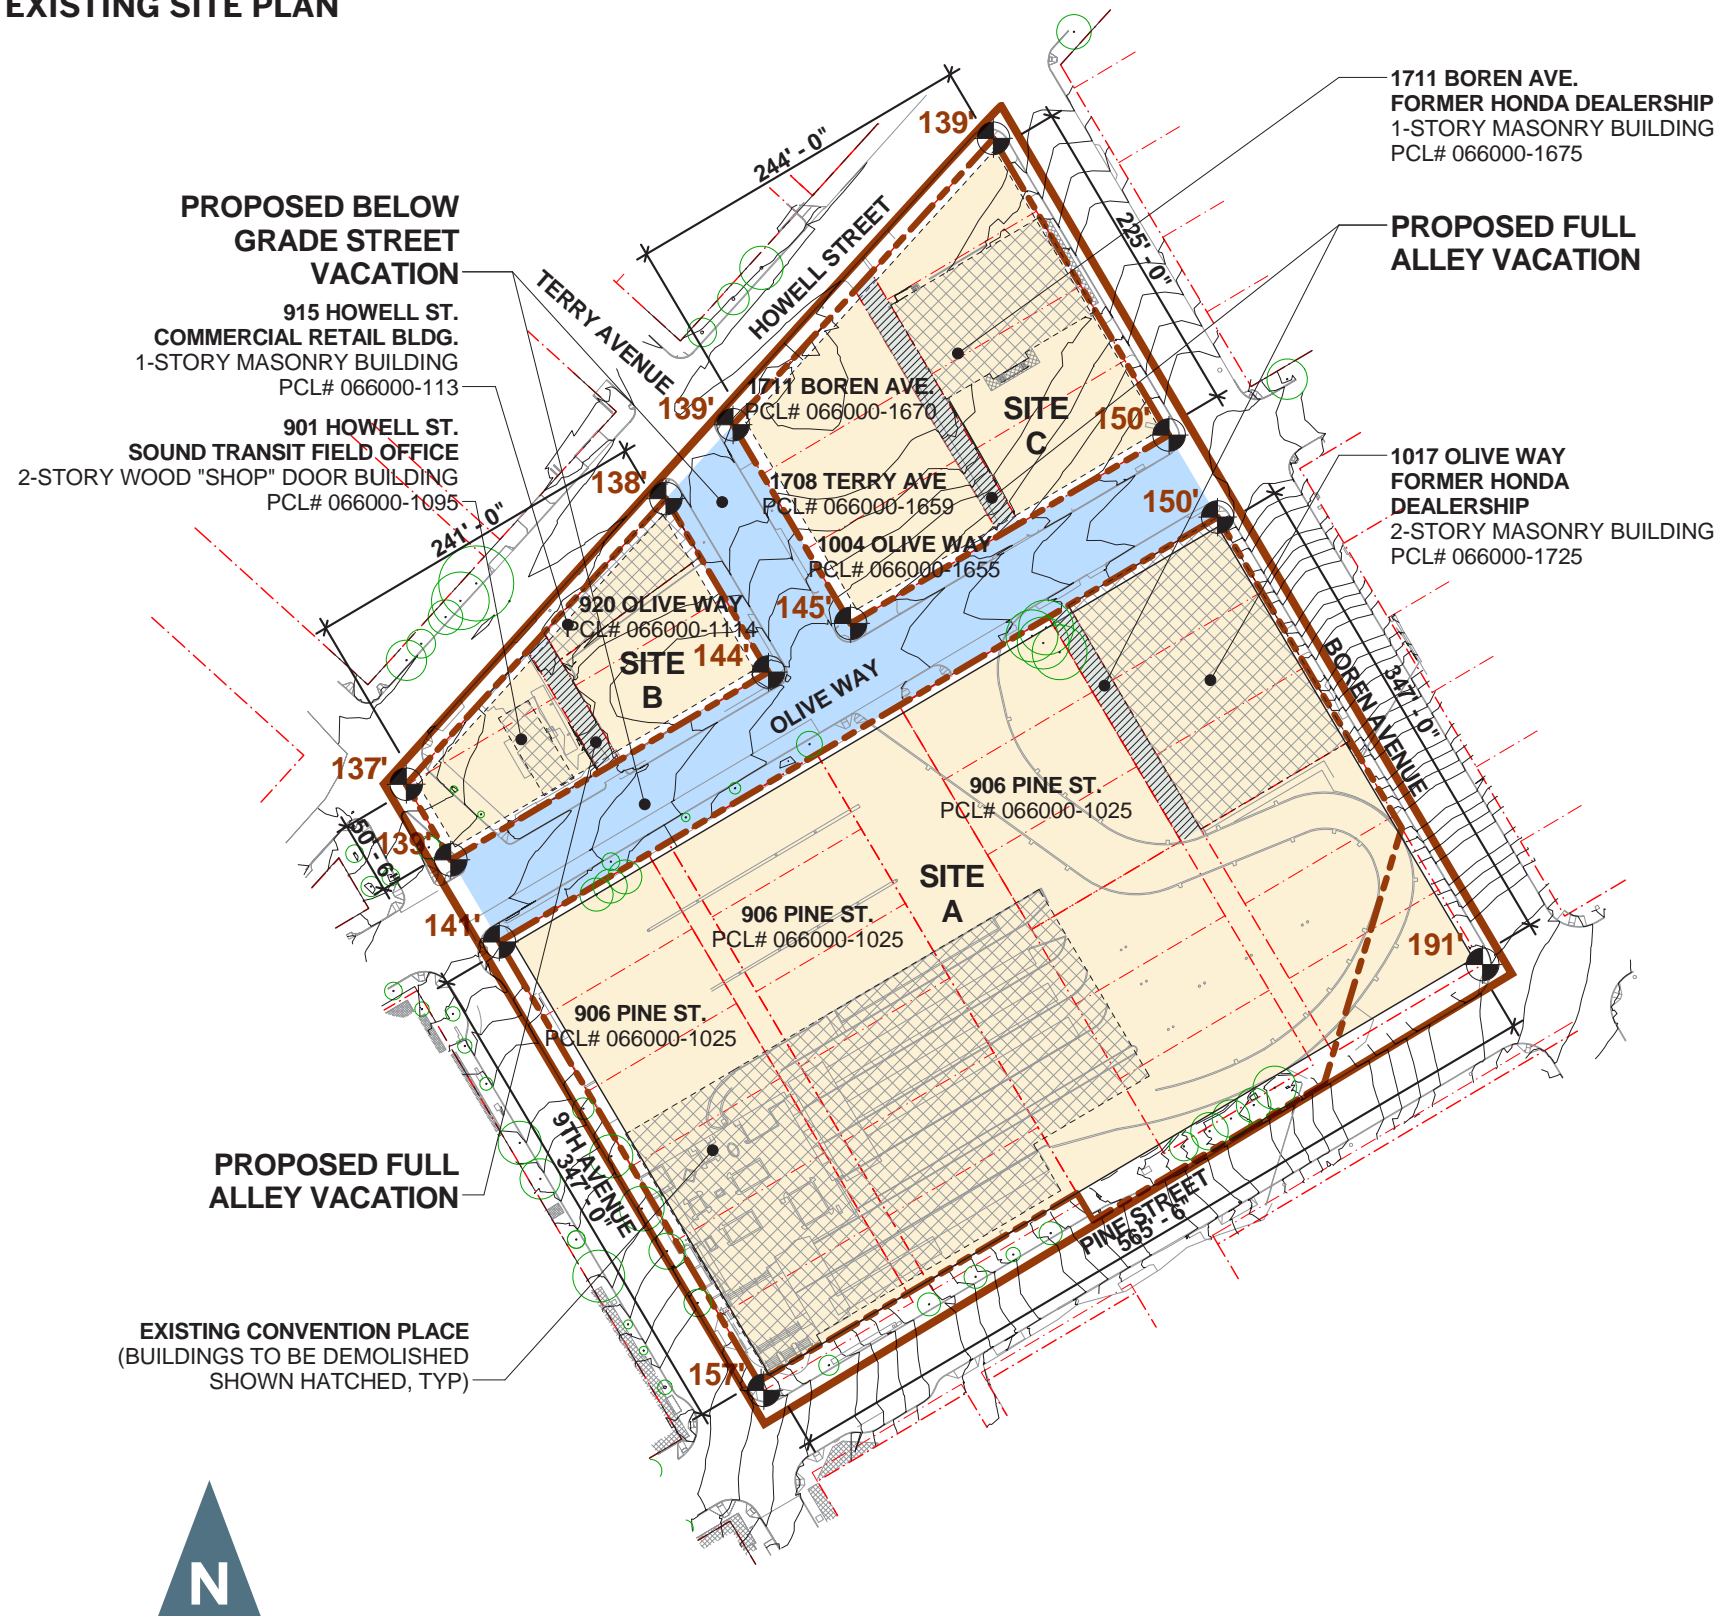 EXISTING SITE PLAN
1711 BOREN AVE.
FORMER HONDA DEALERSHIP
1-STORY MASONRY BUILDING
PCL# 066000-1675
PROPOSED FULL
ALLEY VACATION
1017 OLIVE WAY
FORMER HONDA
DEALERSHIP
2-STORY MASONRY BUILDING
PCL# 066000-1725
PROPOSED BELOW
GRADE STREET
VACATION
915 HOWELL ST.
COMMERCIAL RETAIL BLDG.
1-STORY MASONRY BUILDING
PCL# 066000-113
901 HOWELL ST.
SOUND TRANSIT FIELD OFFICE
2-STORY WOOD "SHOP" DOOR BUILDING
PCL# 066000-1095
139'
244' - 0"
225' - 0"
HOWELL STREET
TERRY AVENUE
139'
1711 BOREN AVE.
PCL# 066000-1670
SITE
C
150'
138'
1708 TERRY AVE
PCL# 066000-1659
150'
241' - 0"
1004 OLIVE WAY
PCL# 066000-1655
145'
920 OLIVE WAY
PCL# 066000-1114
SITE
B
144'
OLIVE WAY
BOREN AVENUE
347' - 0"
137'
50' - 6"
139'
906 PINE ST.
PCL# 066000-1025
SITE
A
141'
906 PINE ST.
PCL# 066000-1025
191'
906 PINE ST.
PCL# 066000-1025
9TH AVENUE
347' - 0"
PINE STREET
565' - 6"
PROPOSED FULL
ALLEY VACATION
EXISTING CONVENTION PLACE
(BUILDINGS TO BE DEMOLISHED
SHOWN HATCHED, TYP)
157'
N